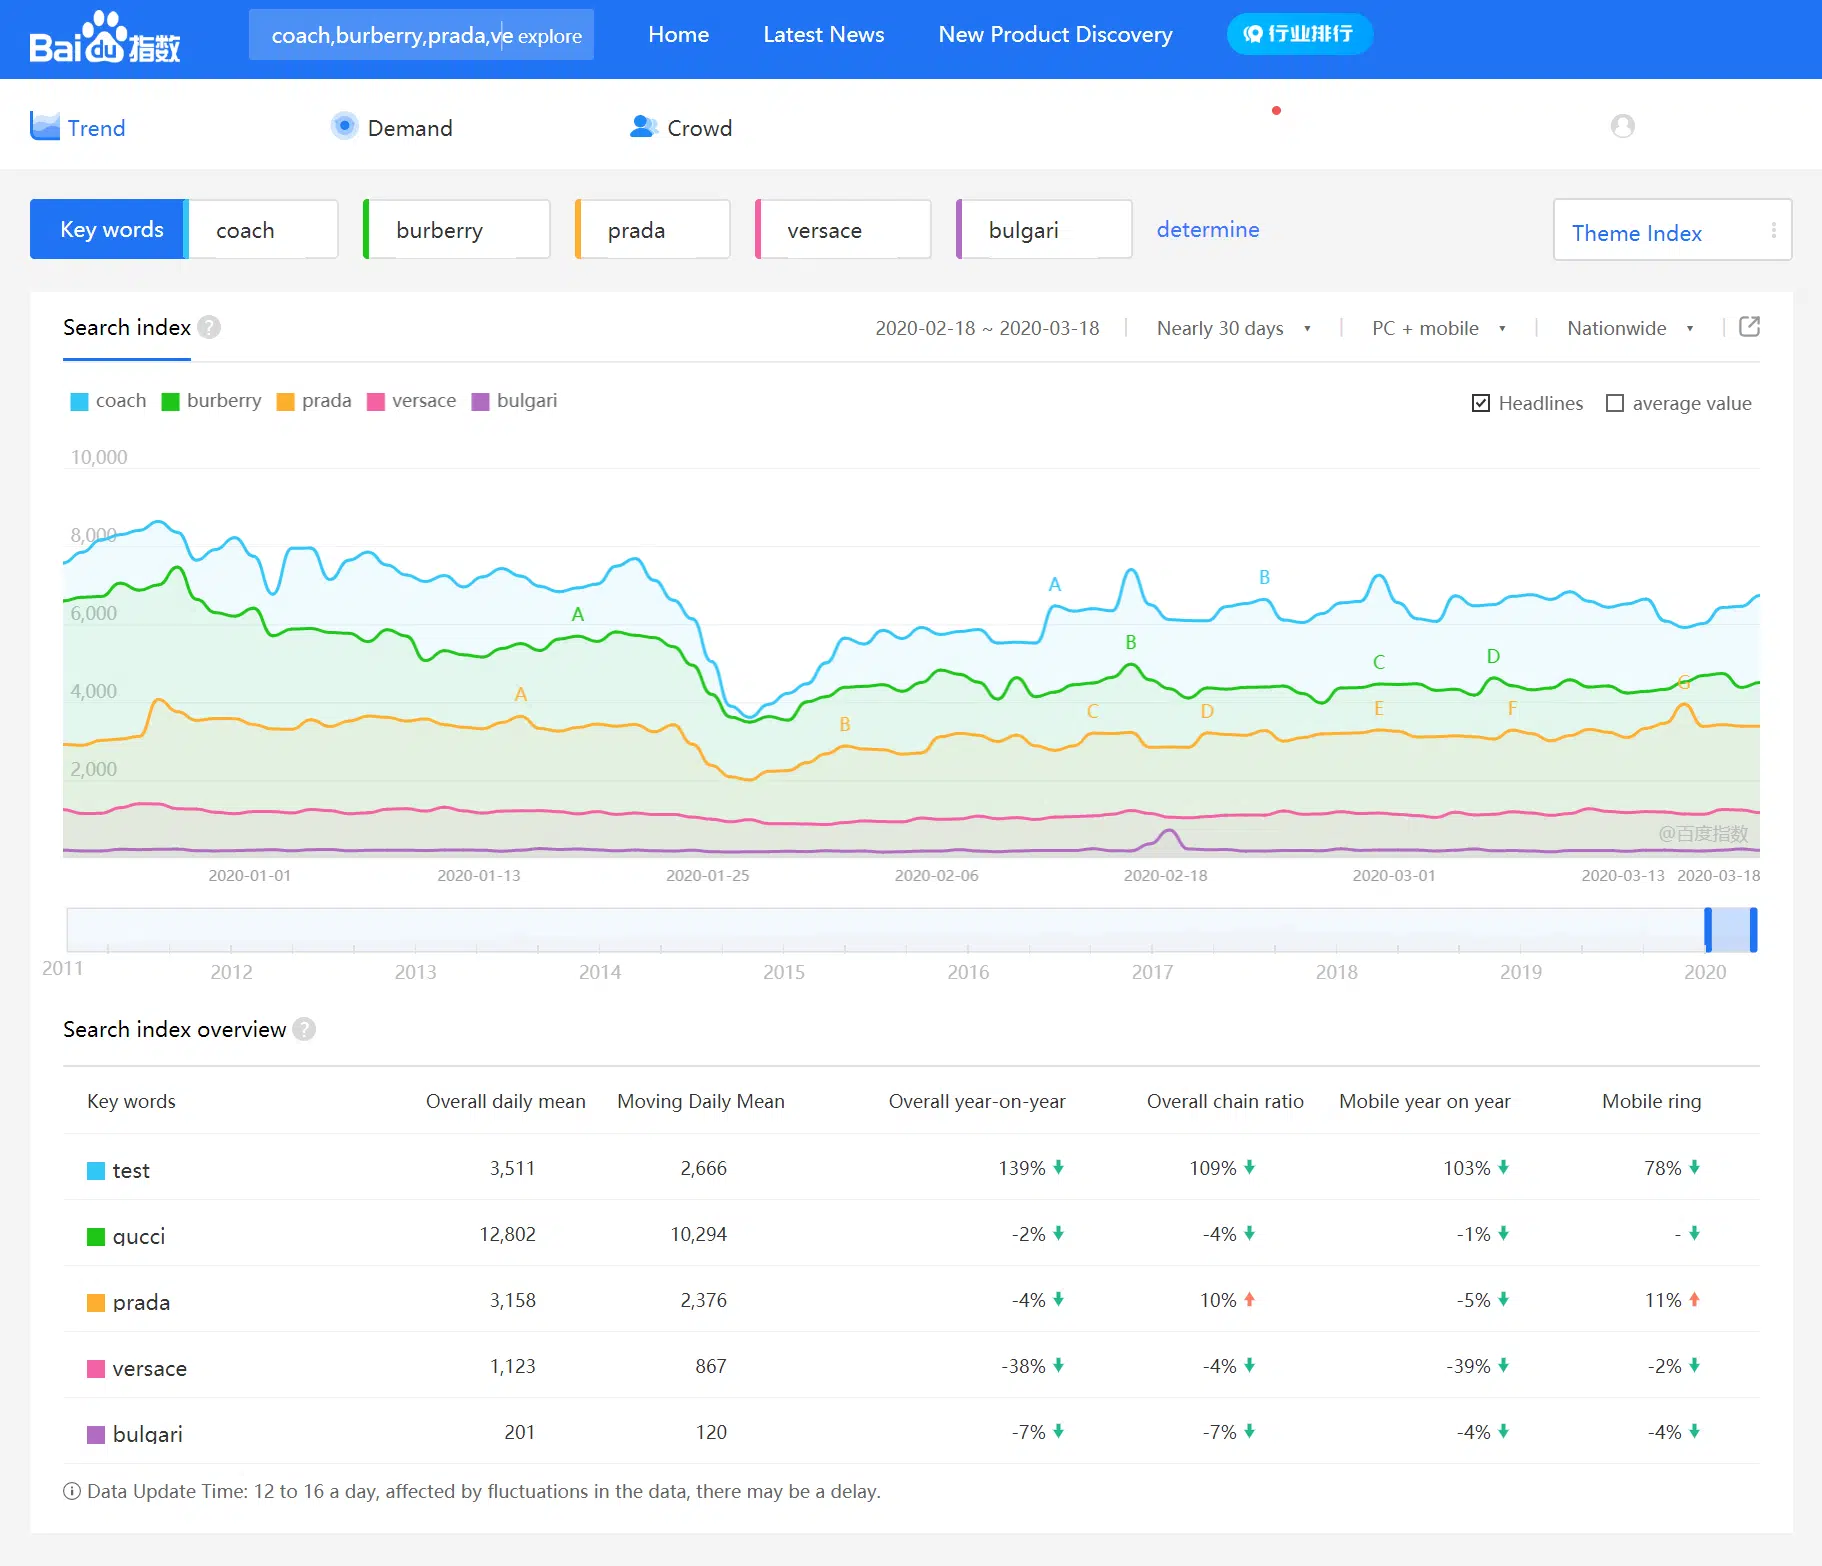 Bai du 指数
coach,burberry,prada,ve explore
Home
Latest News
New Product Discovery
行业排行
Trend
Demand
Crowd
Key words
coach
burberry
prada
versace
bulgari
determine
Theme Index
Search index ?
2020-02-18 ~ 2020-03-18
Nearly 30 days
PC + mobile
Nationwide
coach burberry prada versace bulgari
Headlines
average value
10,000
8,000
6,000
4,000
2,000
A
B
A
B
C
D
A
B
C
D
E
F
G
@百度指数
2020-01-01 2020-01-13 2020-01-25 2020-02-06 2020-02-18 2020-03-01 2020-03-13 2020-03-18
2011 2012 2013 2014 2015 2016 2017 2018 2019 2020
Search index overview ?
Key words Overall daily mean Moving Daily Mean Overall year-on-year Overall chain ratio Mobile year on year Mobile ring
test 3,511 2,666 139% 109% 103% 78%
gucci 12,802 10,294 -2% -4% -1% -
prada 3,158 2,376 -4% 10% -5% 11%
versace 1,123 867 -38% -4% -39% -2%
bulgari 201 120 -7% -7% -4% -4%
Data Update Time: 12 to 16 a day, affected by fluctuations in the data, there may be a delay.